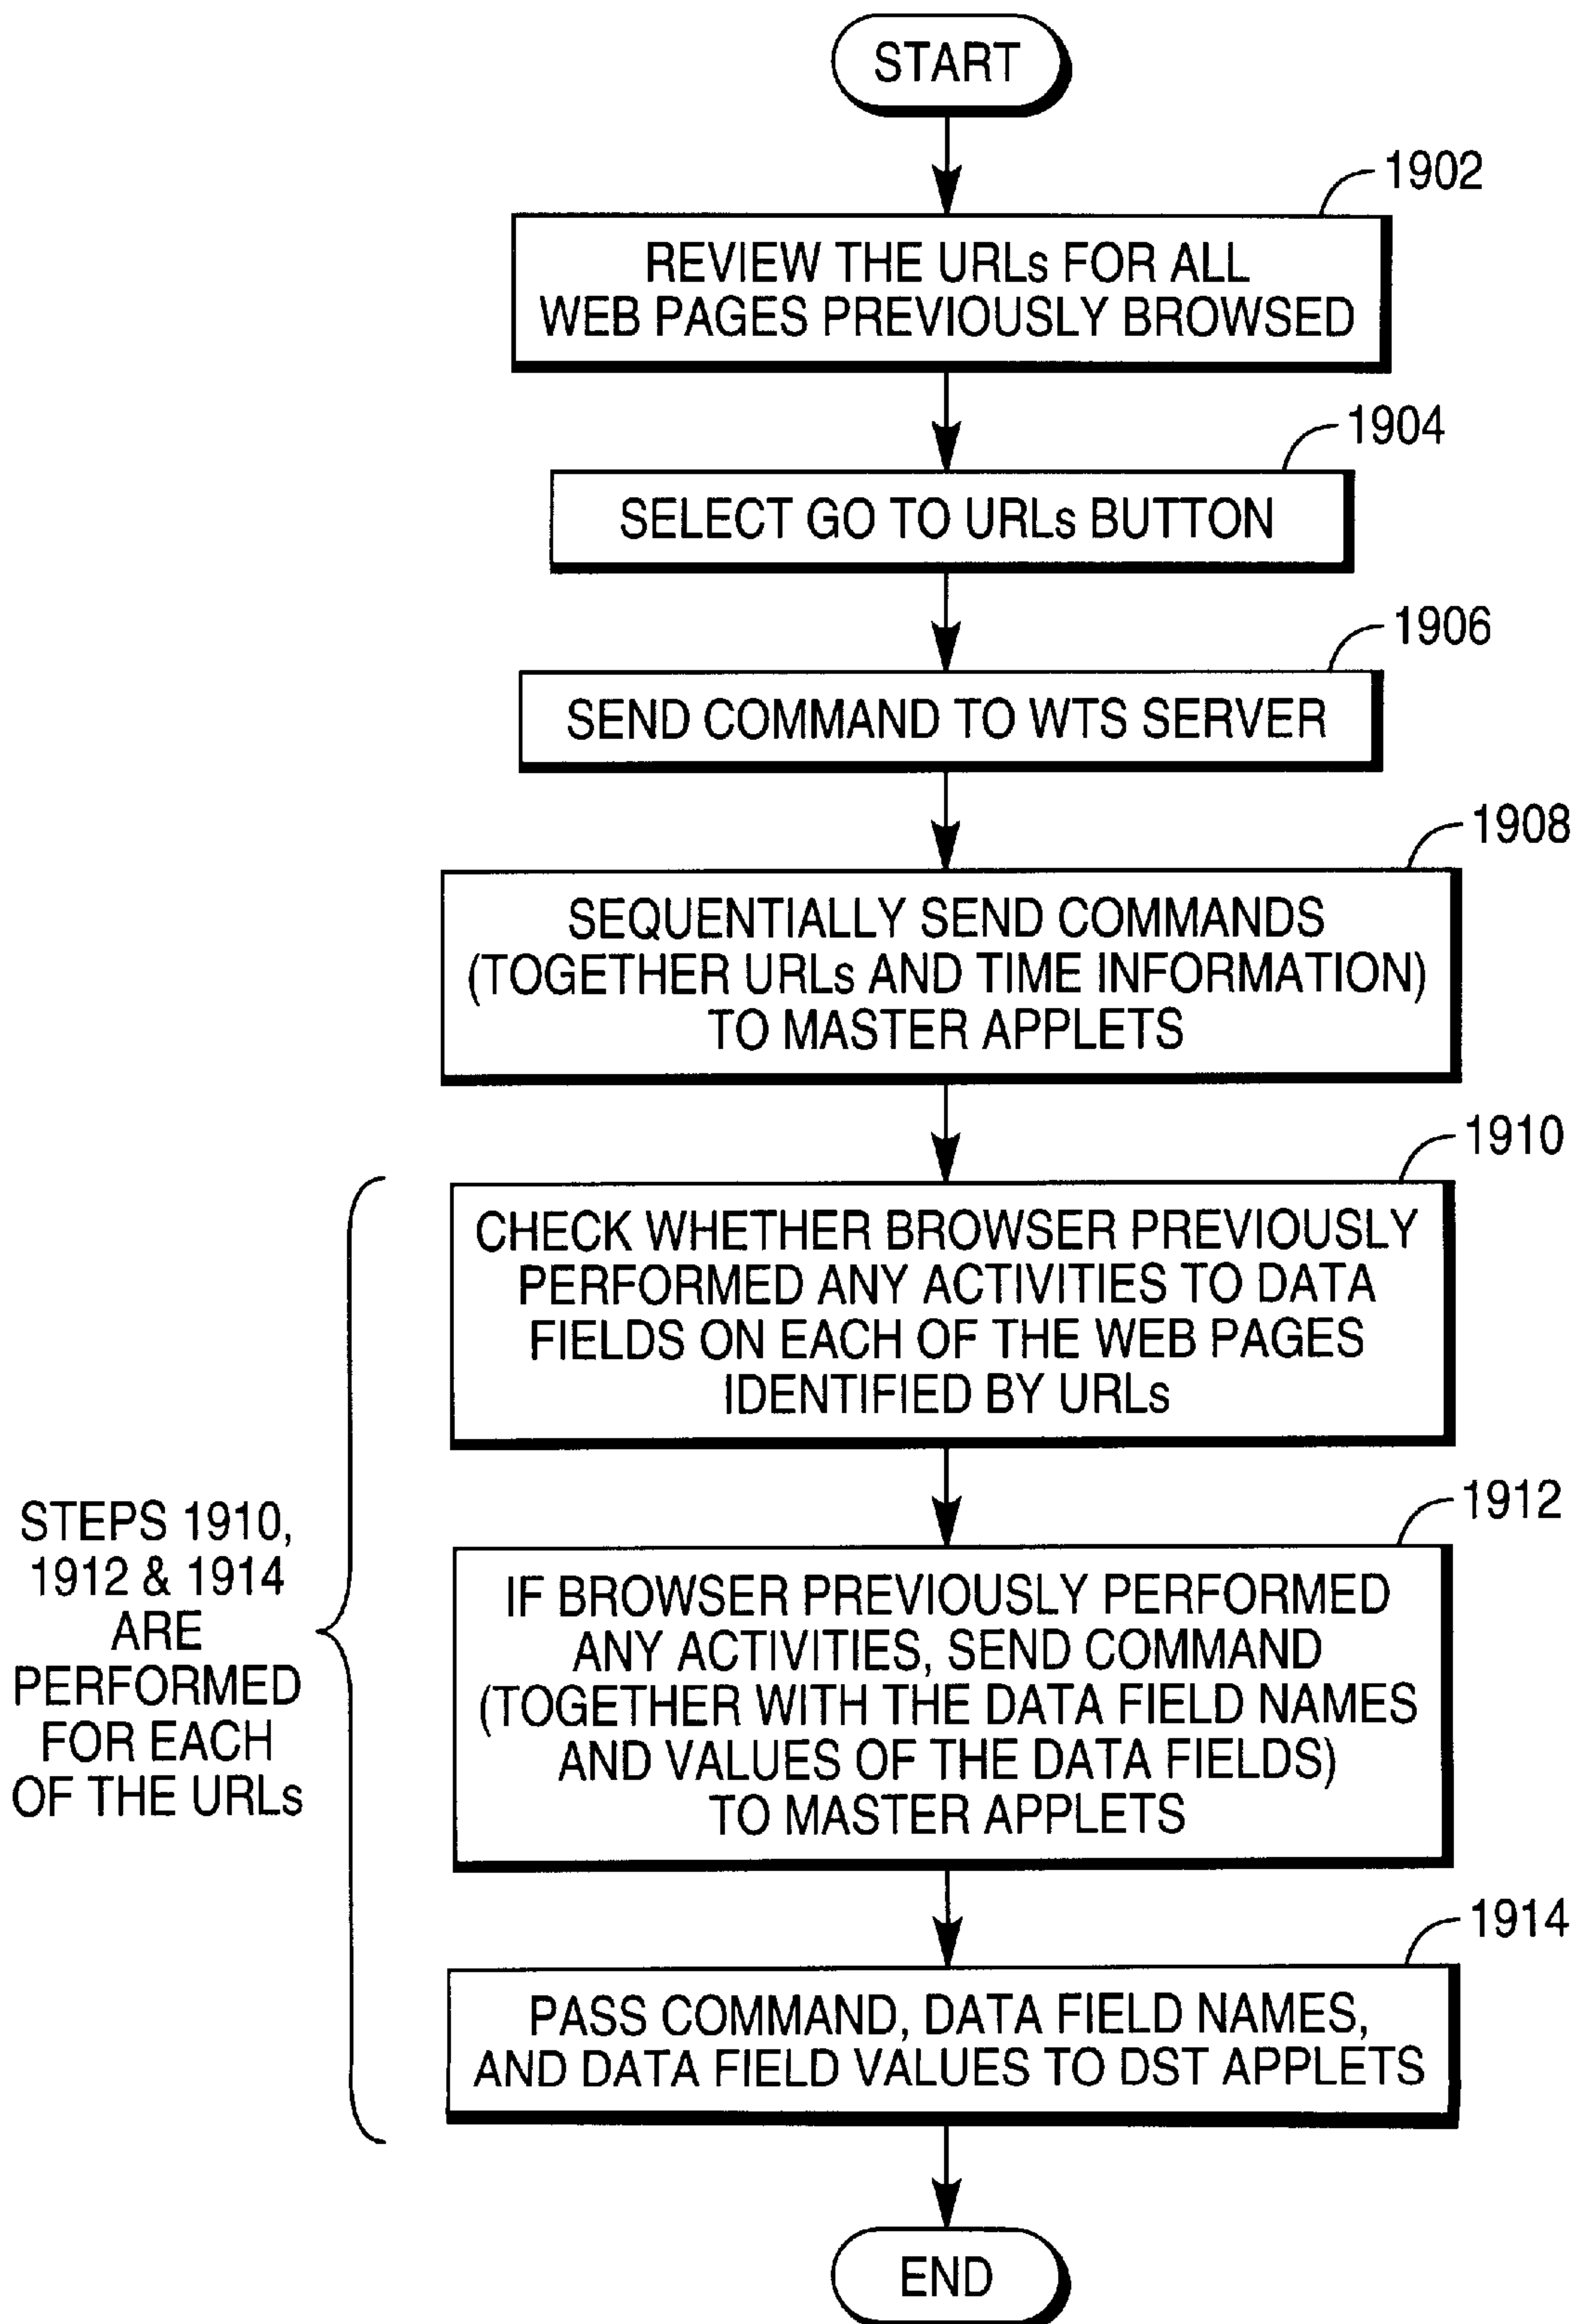 START
1902
REVIEW THE URLs FOR ALL
WEB PAGES PREVIOUSLY BROWSED
1904
SELECT GO TO URLs BUTTON
1906
SEND COMMAND TO WTS SERVER
1908
SEQUENTIALLY SEND COMMANDS
(TOGETHER URLs AND TIME INFORMATION)
TO MASTER APPLETS
1910
CHECK WHETHER BROWSER PREVIOUSLY
PERFORMED ANY ACTIVITIES TO DATA
FIELDS ON EACH OF THE WEB PAGES
IDENTIFIED BY URLs
STEPS 1910,
1912 & 1914
ARE
PERFORMED
FOR EACH
OF THE URLs
1912
IF BROWSER PREVIOUSLY PERFORMED
ANY ACTIVITIES, SEND COMMAND
(TOGETHER WITH THE DATA FIELD NAMES
AND VALUES OF THE DATA FIELDS)
TO MASTER APPLETS
1914
PASS COMMAND, DATA FIELD NAMES,
AND DATA FIELD VALUES TO DST APPLETS
END